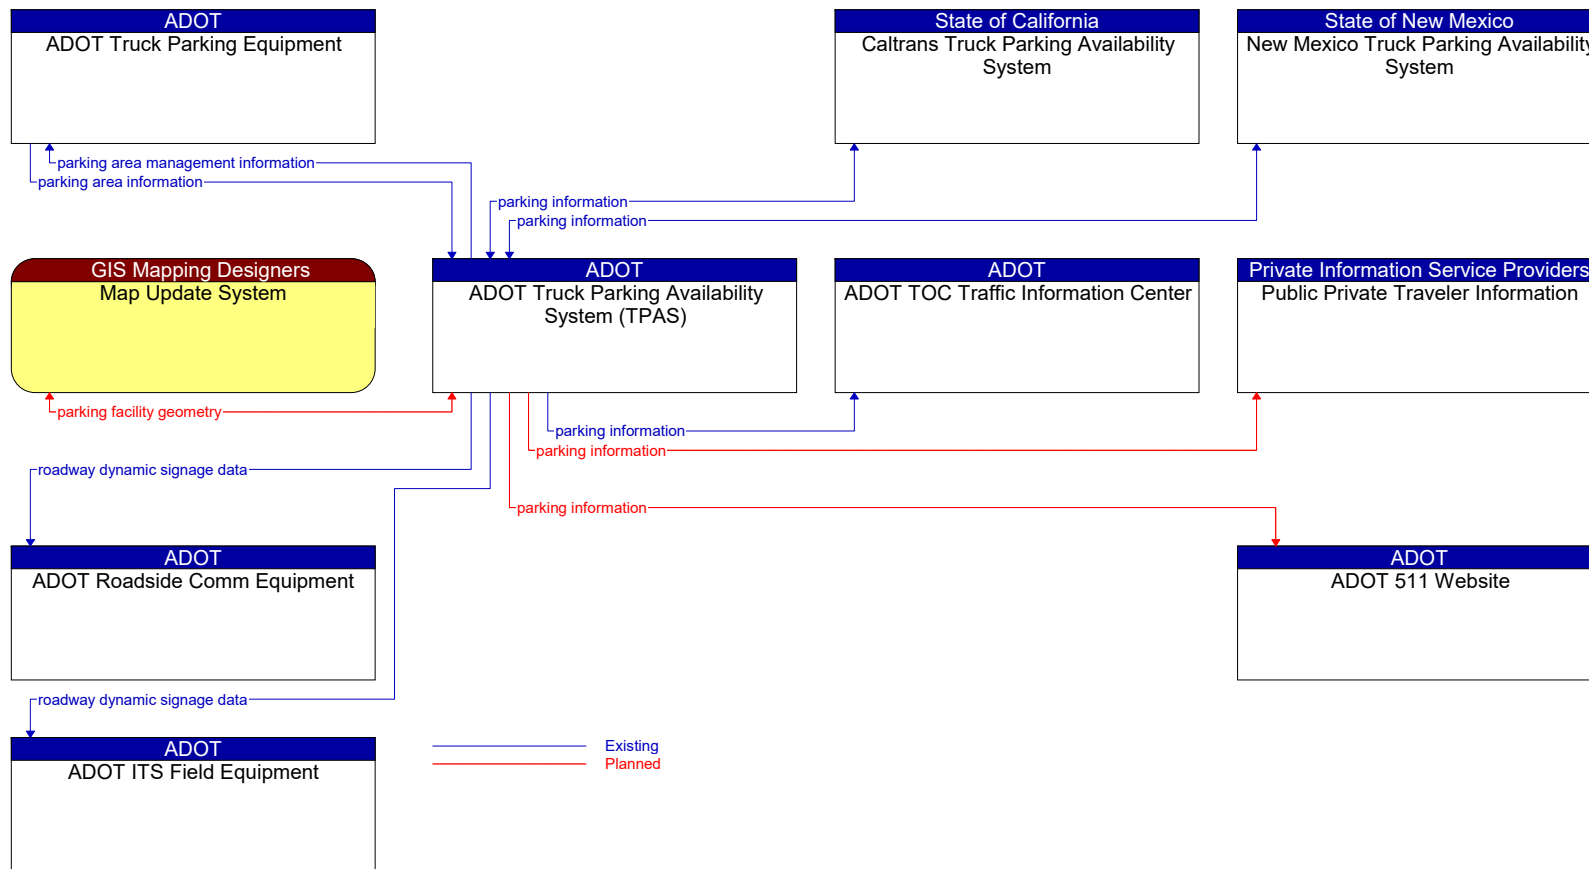 ADOT
ADOT Truck Parking Equipment
State of California
Caltrans Truck Parking Availability
System
State of New Mexico
New Mexico Truck Parking Availability
System
parking area management information
parking area information
parking information
parking information
GIS Mapping Designers
Map Update System
ADOT
ADOT Truck Parking Availability
System (TPAS)
ADOT
ADOT TOC Traffic Information Center
Private Information Service Providers
Public Private Traveler Information
parking facility geometry
parking information
parking information
roadway dynamic signage data
parking information
ADOT
ADOT Roadside Comm Equipment
ADOT
ADOT 511 Website
roadway dynamic signage data
ADOT
ADOT ITS Field Equipment
Existing
Planned